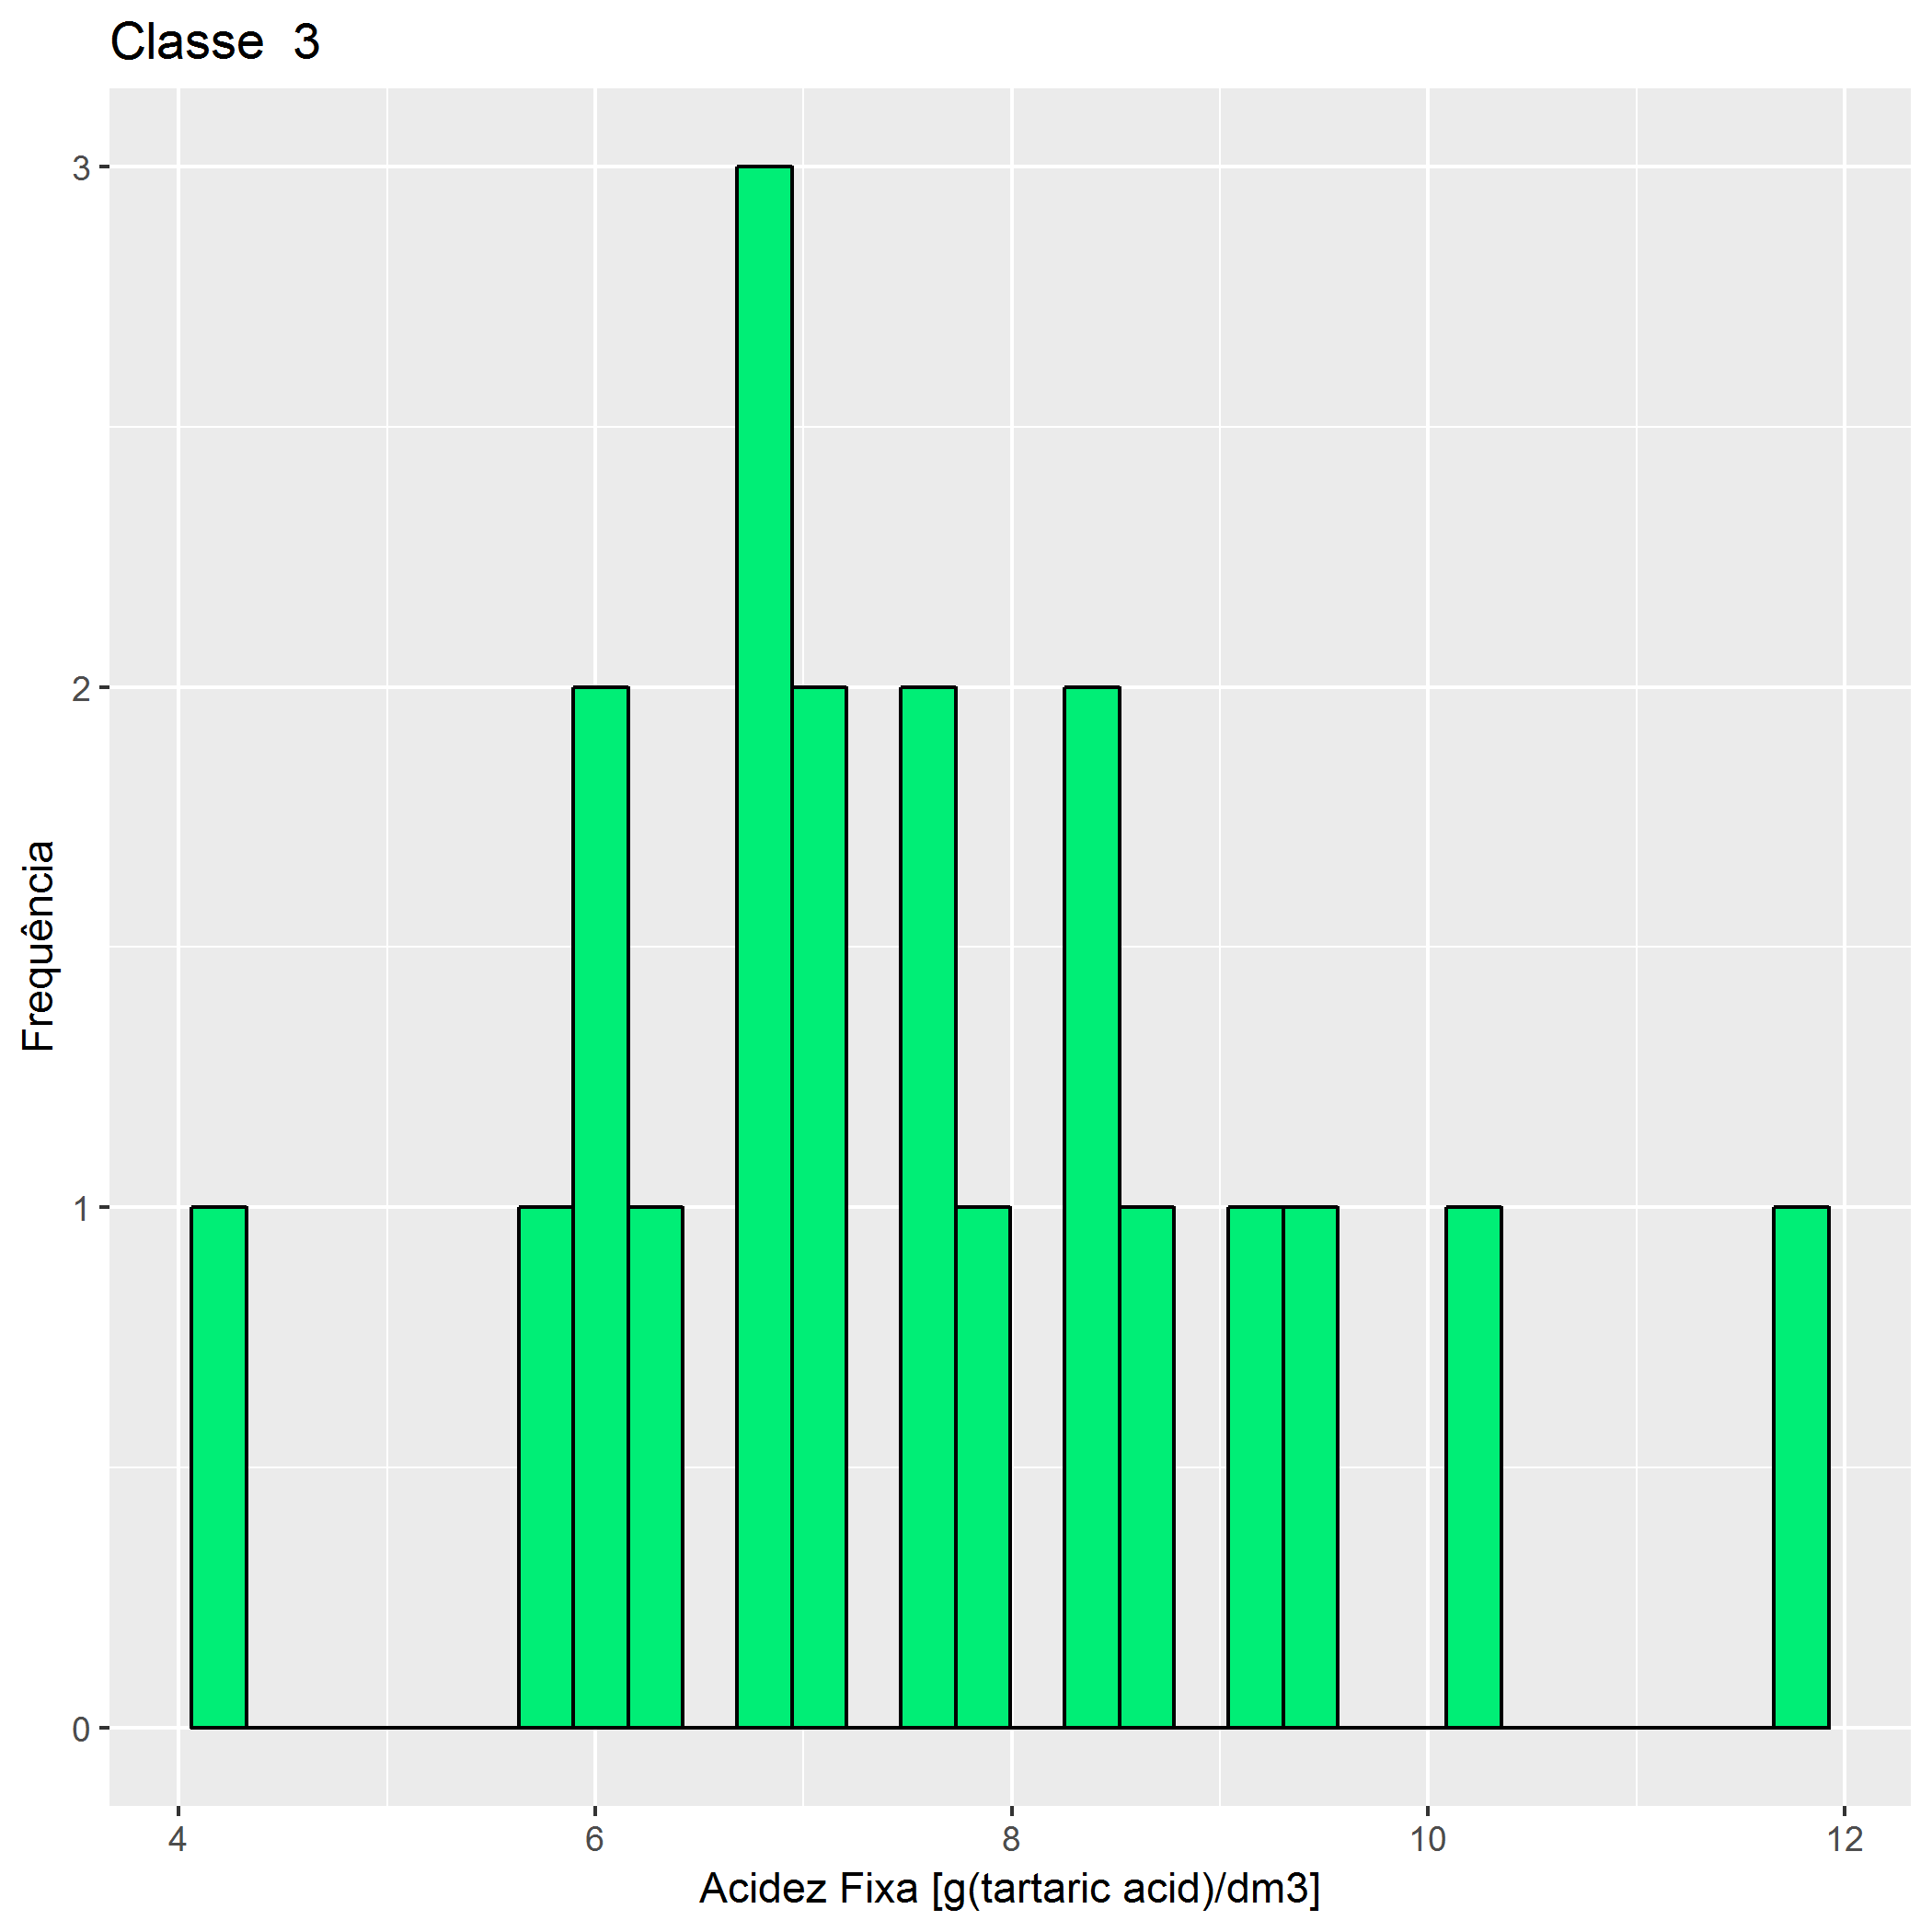 Classe  3
Frequência
3
2
1
0
4 6 8 10 12
Acidez Fixa [g(tartaric acid)/dm3]